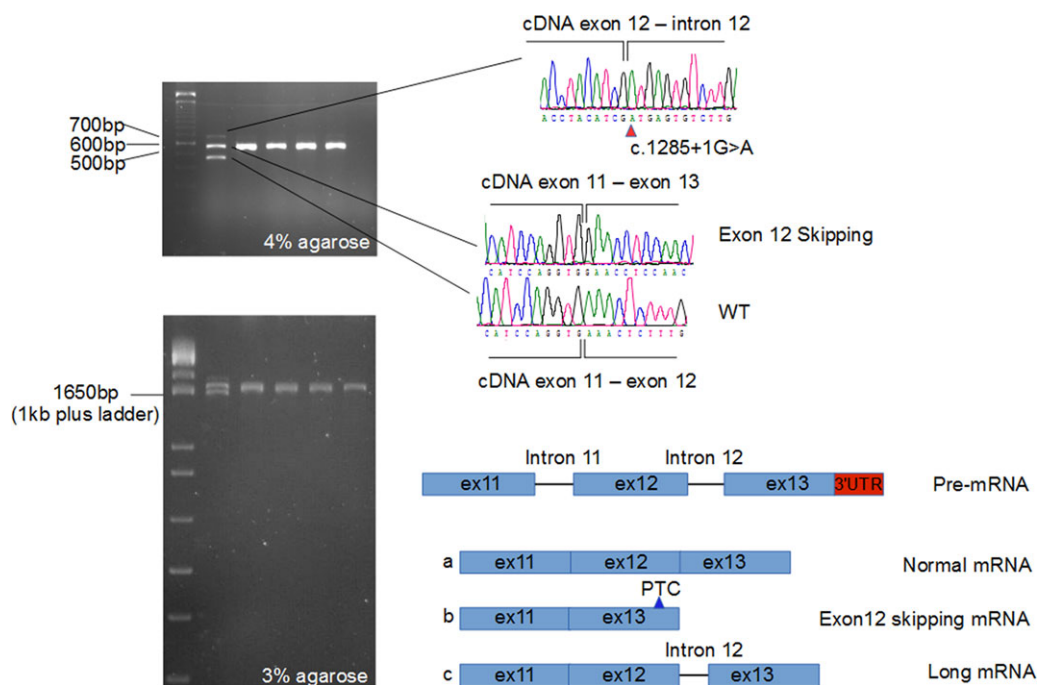 cDNA exon 12 – intron 12
ACCTACATCGATGAGTGTCTTG
c.1285+1G>A
700bp
600bp
500bp
4% agarose
cDNA exon 11 – exon 13
CATCCAGGTGGAACCTCCAAC
Exon 12 Skipping
WT
CATCCAGGTGAAACTCTTTG
cDNA exon 11 – exon 12
1650bp
(1kb plus ladder)
3% agarose
Intron 11 Intron 12
ex11 ex12 ex13 3'UTR Pre-mRNA
a ex11 ex12 ex13 Normal mRNA
PTC
b ex11 ex13 Exon12 skipping mRNA
Intron 12
c ex11 ex12 ex13 Long mRNA